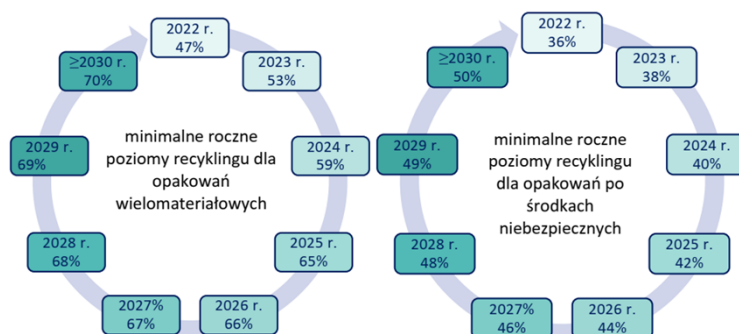 2022 r.
47%
2023 r.
53%
2024 r.
59%
2025 r.
65%
2026 r.
66%
2027%
67%
2028 r.
68%
2029 r.
69%
≥2030 r.
70%
minimalne roczne
poziomy recyklingu dla
opakowań
wielomateriałowych
2022 r.
36%
2023 r.
38%
2024 r.
40%
2025 r.
42%
2026 r.
44%
2027%
46%
2028 r.
48%
2029 r.
49%
≥2030 r.
50%
minimalne roczne
poziomy recyklingu
dla opakowań po
środkach
niebezpiecznych